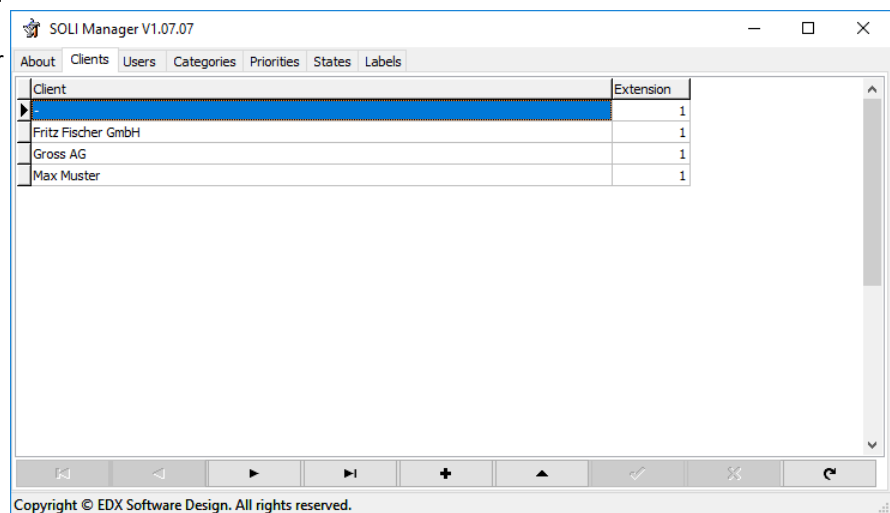 SOLI Manager V1.07.07
About Clients Users Categories Priorities States Labels
Client Extension
- 1
Fritz Fischer GmbH 1
Gross AG 1
Max Muster 1
Copyright © EDX Software Design. All rights reserved.